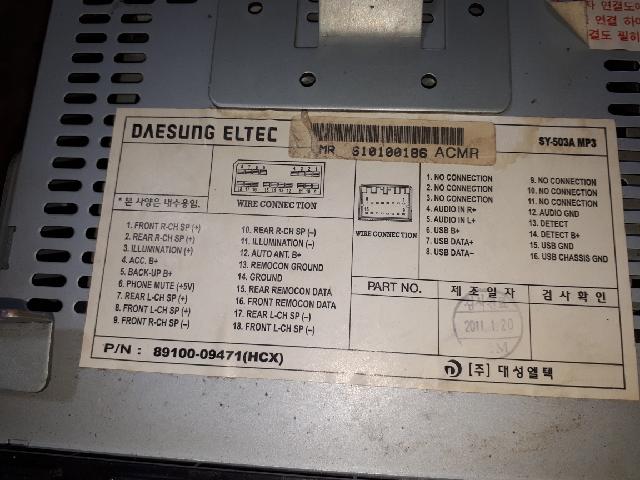 연결 하여
DAESUNG ELTEC
MR 610100186 ACMR
SY-503A MP3
* 본 사양은 내수용임.
WIRE CONNECTION
1. FRONT R-CH SP (+)
2. REAR R-CH SP (+)
3. ILLUMINATION (+)
4. ACC. B+
5. BACK-UP B+
6. PHONE MUTE (+5V)
7. REAR L-CH SP (+)
8. FRONT L-CH SP (+)
9. FRONT R-CH SP (-)
10. REAR R-CH SP (-)
11. ILLUMINATION (-)
12. AUTO ANT. B+
13. REMOCON GROUND
14. GROUND
15. REAR REMOCON DATA
16. FRONT REMOCON DATA
17. REAR L-CH SP (-)
18. FRONT L-CH SP (-)
WIRE CONNECTION
1. NO CONNECTION
2. NO CONNECTION
3. NO CONNECTION
4. AUDIO IN R+
5. AUDIO IN L+
6. USB B+
7. USB DATA+
8. USB DATA-
9. NO CONNECTION
10. NO CONNECTION
11. NO CONNECTION
12. AUDIO GND
13. DETECT
14. DETECT B+
15. USB GND
16. USB CHASSIS GND
PART NO.
제 조 일 자
검 사 확 인
2011.1.20
P/N : 89100-09471(HCX)
[주] 대성엘텍